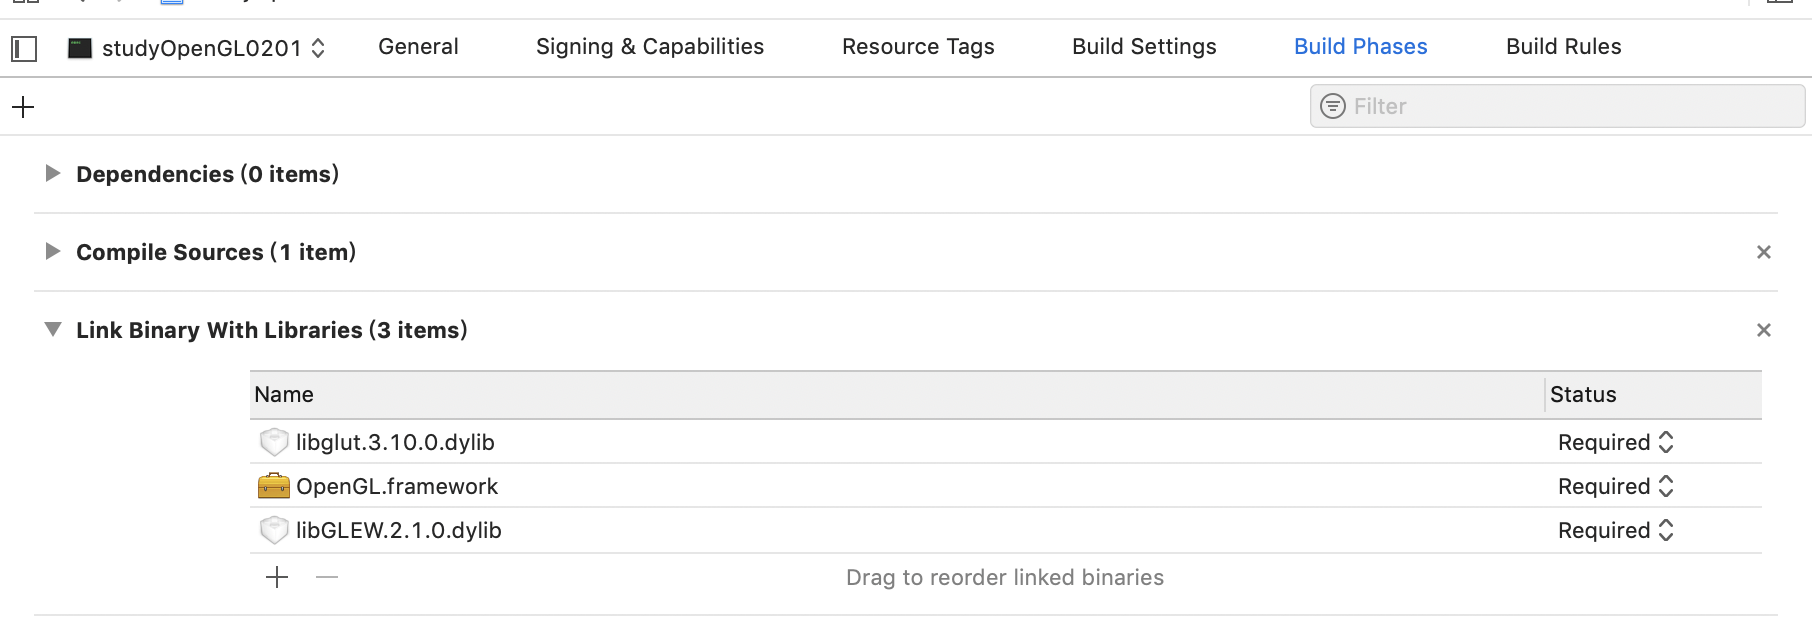 studyOpenGL0201 General Signing & Capabilities Resource Tags Build Settings Build Phases Build Rules
Filter
Dependencies (0 items)
Compile Sources (1 item)
Link Binary With Libraries (3 items)
Name Status
libglut.3.10.0.dylib Required
OpenGL.framework Required
libGLEW.2.1.0.dylib Required
Drag to reorder linked binaries